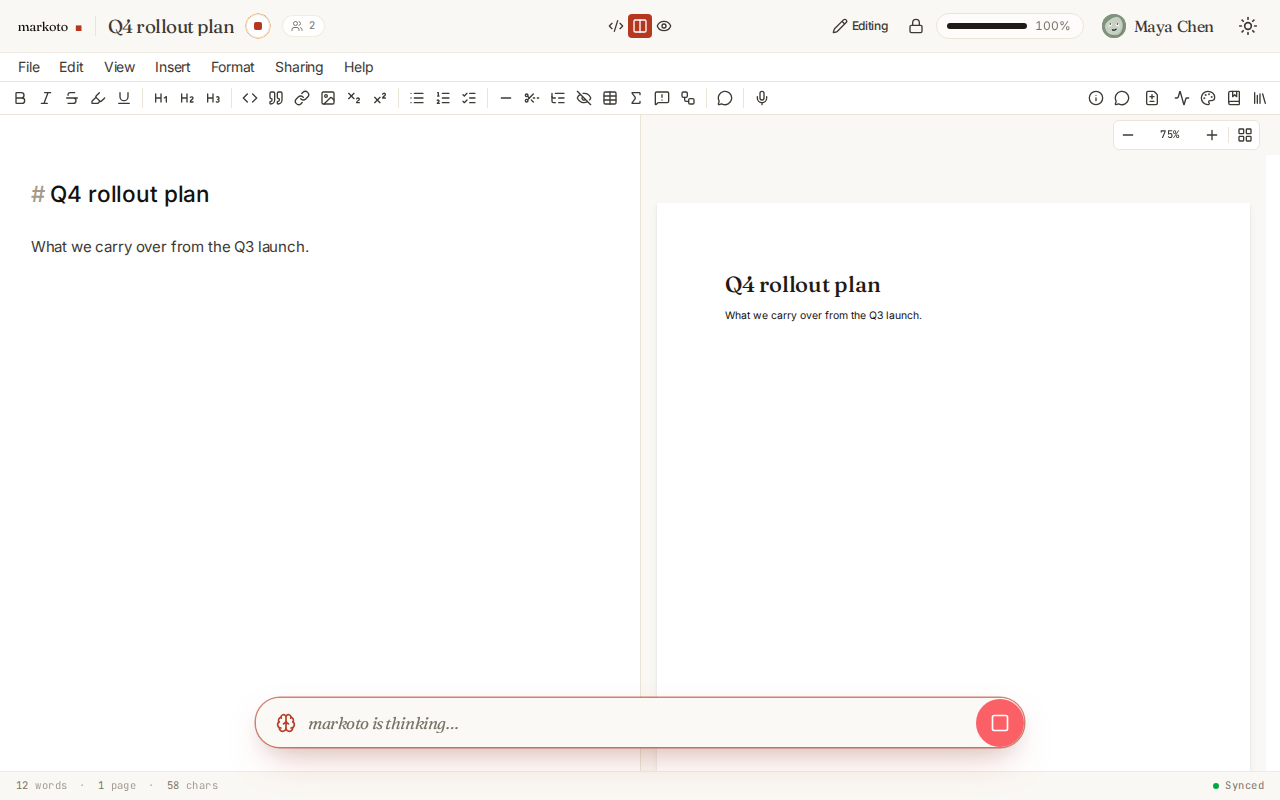 markoto
Q4 rollout plan
2
Editing
100%
Maya Chen
File Edit View Insert Format Sharing Help
H1 H2 H3
75%
# Q4 rollout plan
What we carry over from the Q3 launch.
Q4 rollout plan
What we carry over from the Q3 launch.
markoto is thinking...
12 words · 1 page · 58 chars
Synced